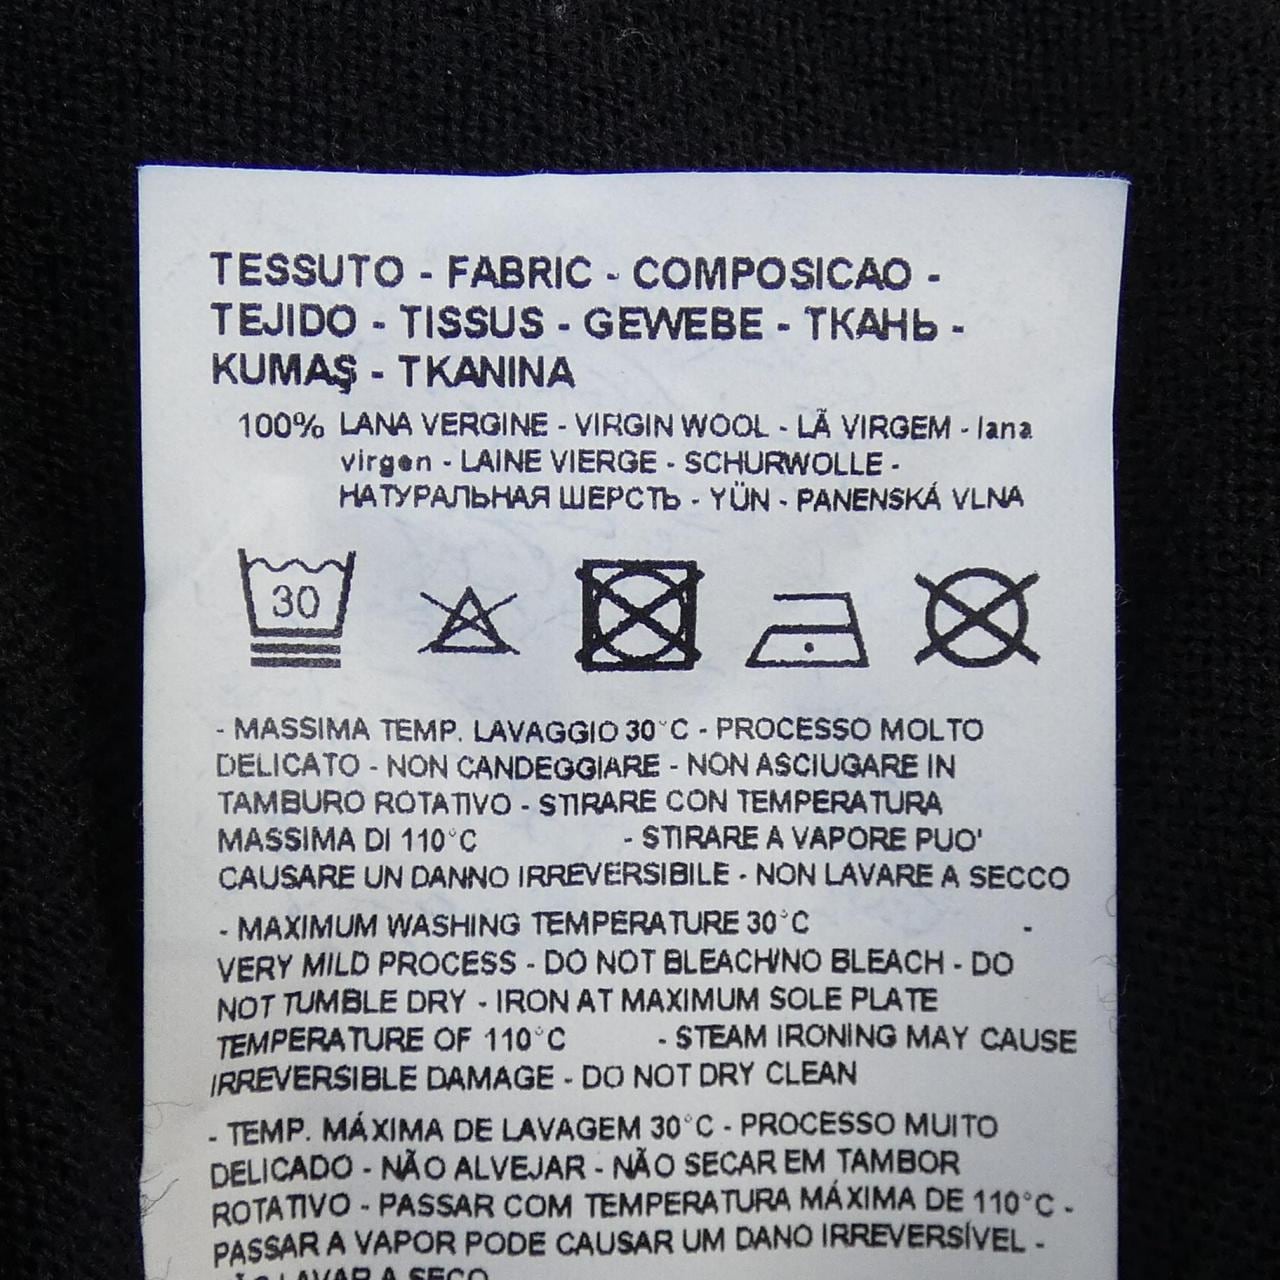 TESSUTO - FABRIC - COMPOSICAO -
TEJIDO - TISSUS - GEWEBE - ТКАНЬ -
KUMAŞ - TKANINA
100% LANA VERGINE - VIRGIN WOOL - LÃ VIRGEM - lana
virgen - LAINE VIERGE - SCHURWOLLE -
НАТУРАЛЬНАЯ ШЕРСТЬ - YÜN - PANENSKÁ VLNA
30
- MASSIMA TEMP. LAVAGGIO 30°C - PROCESSO MOLTO
DELICATO - NON CANDEGGIARE - NON ASCIUGARE IN
TAMBURO ROTATIVO - STIRARE CON TEMPERATURA
MASSIMA DI 110°C - STIRARE A VAPORE PUO'
CAUSARE UN DANNO IRREVERSIBILE - NON LAVARE A SECCO
- MAXIMUM WASHING TEMPERATURE 30°C -
VERY MILD PROCESS - DO NOT BLEACH/NO BLEACH - DO
NOT TUMBLE DRY - IRON AT MAXIMUM SOLE PLATE
TEMPERATURE OF 110°C - STEAM IRONING MAY CAUSE
IRREVERSIBLE DAMAGE - DO NOT DRY CLEAN
- TEMP. MÁXIMA DE LAVAGEM 30°C - PROCESSO MUITO
DELICADO - NÃO ALVEJAR - NÃO SECAR EM TAMBOR
ROTATIVO - PASSAR COM TEMPERATURA MÁXIMA DE 110°C -
PASSAR A VAPOR PODE CAUSAR UM DANO IRREVERSÍVEL -
NÃO LAVAR A SECO